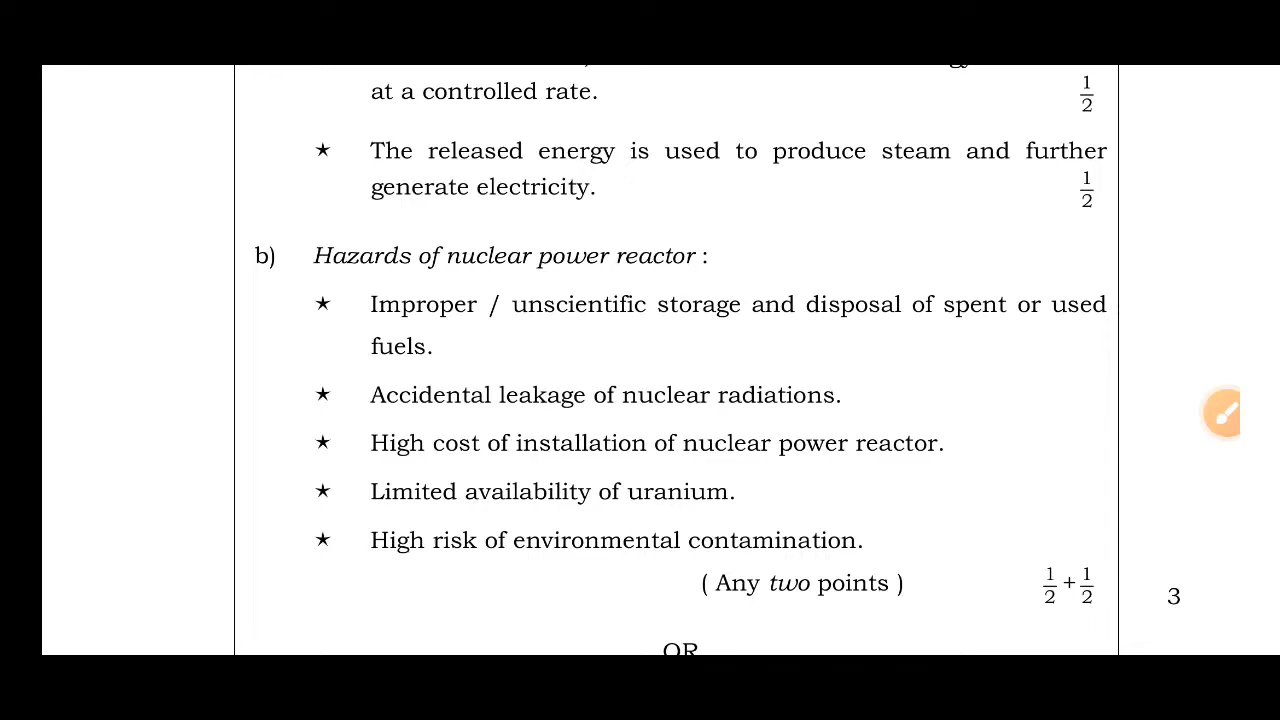 at a controlled rate. 1/2
★ The released energy is used to produce steam and further
generate electricity. 1/2
b) Hazards of nuclear power reactor :
★ Improper / unscientific storage and disposal of spent or used
fuels.
★ Accidental leakage of nuclear radiations.
★ High cost of installation of nuclear power reactor.
★ Limited availability of uranium.
★ High risk of environmental contamination.
( Any two points ) 1/2 + 1/2 3
OR